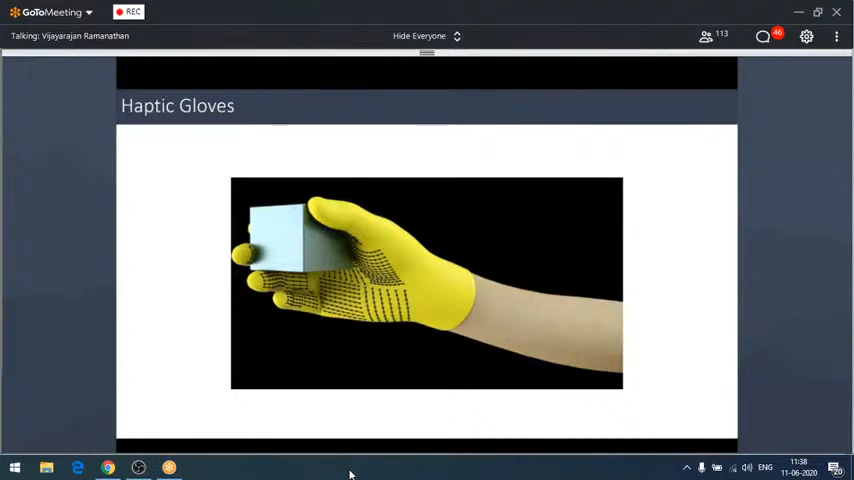 GoToMeeting
REC
Talking: Vijayarajan Ramanathan
Hide Everyone
113
46
Haptic Gloves
ENG
11:38
11-06-2020
20